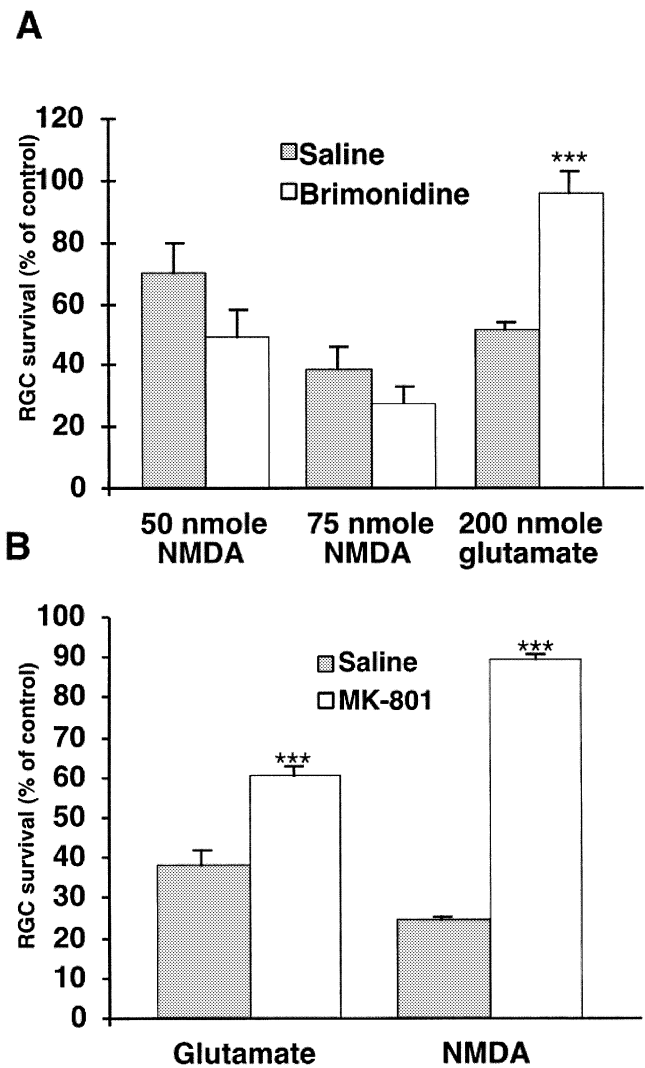 A
RGC survival (% of control)
120
100
80
60
40
20
0
Saline
Brimonidine
***
50 nmole
NMDA
75 nmole
NMDA
200 nmole
glutamate
B
RGC survival (% of control)
100
90
80
70
60
50
40
30
20
10
0
Saline
MK-801
***
***
Glutamate
NMDA